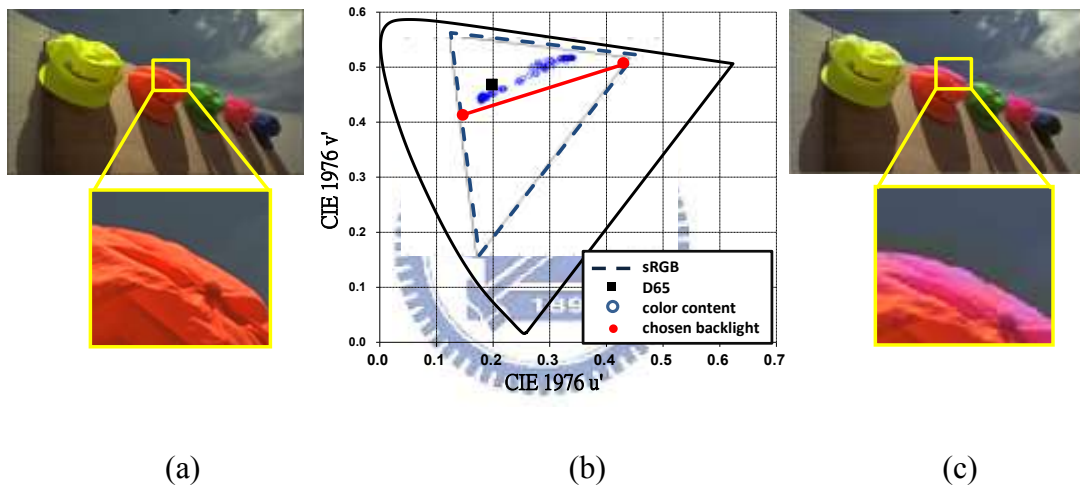 0.6
0.5
0.4
0.3
0.2
0.1
0.0
CIE 1976 v'
0.0 0.1 0.2 0.3 0.4 0.5 0.6 0.7
CIE 1976 u'
sRGB
D65
color content
chosen backlight
189
(a) (b) (c)